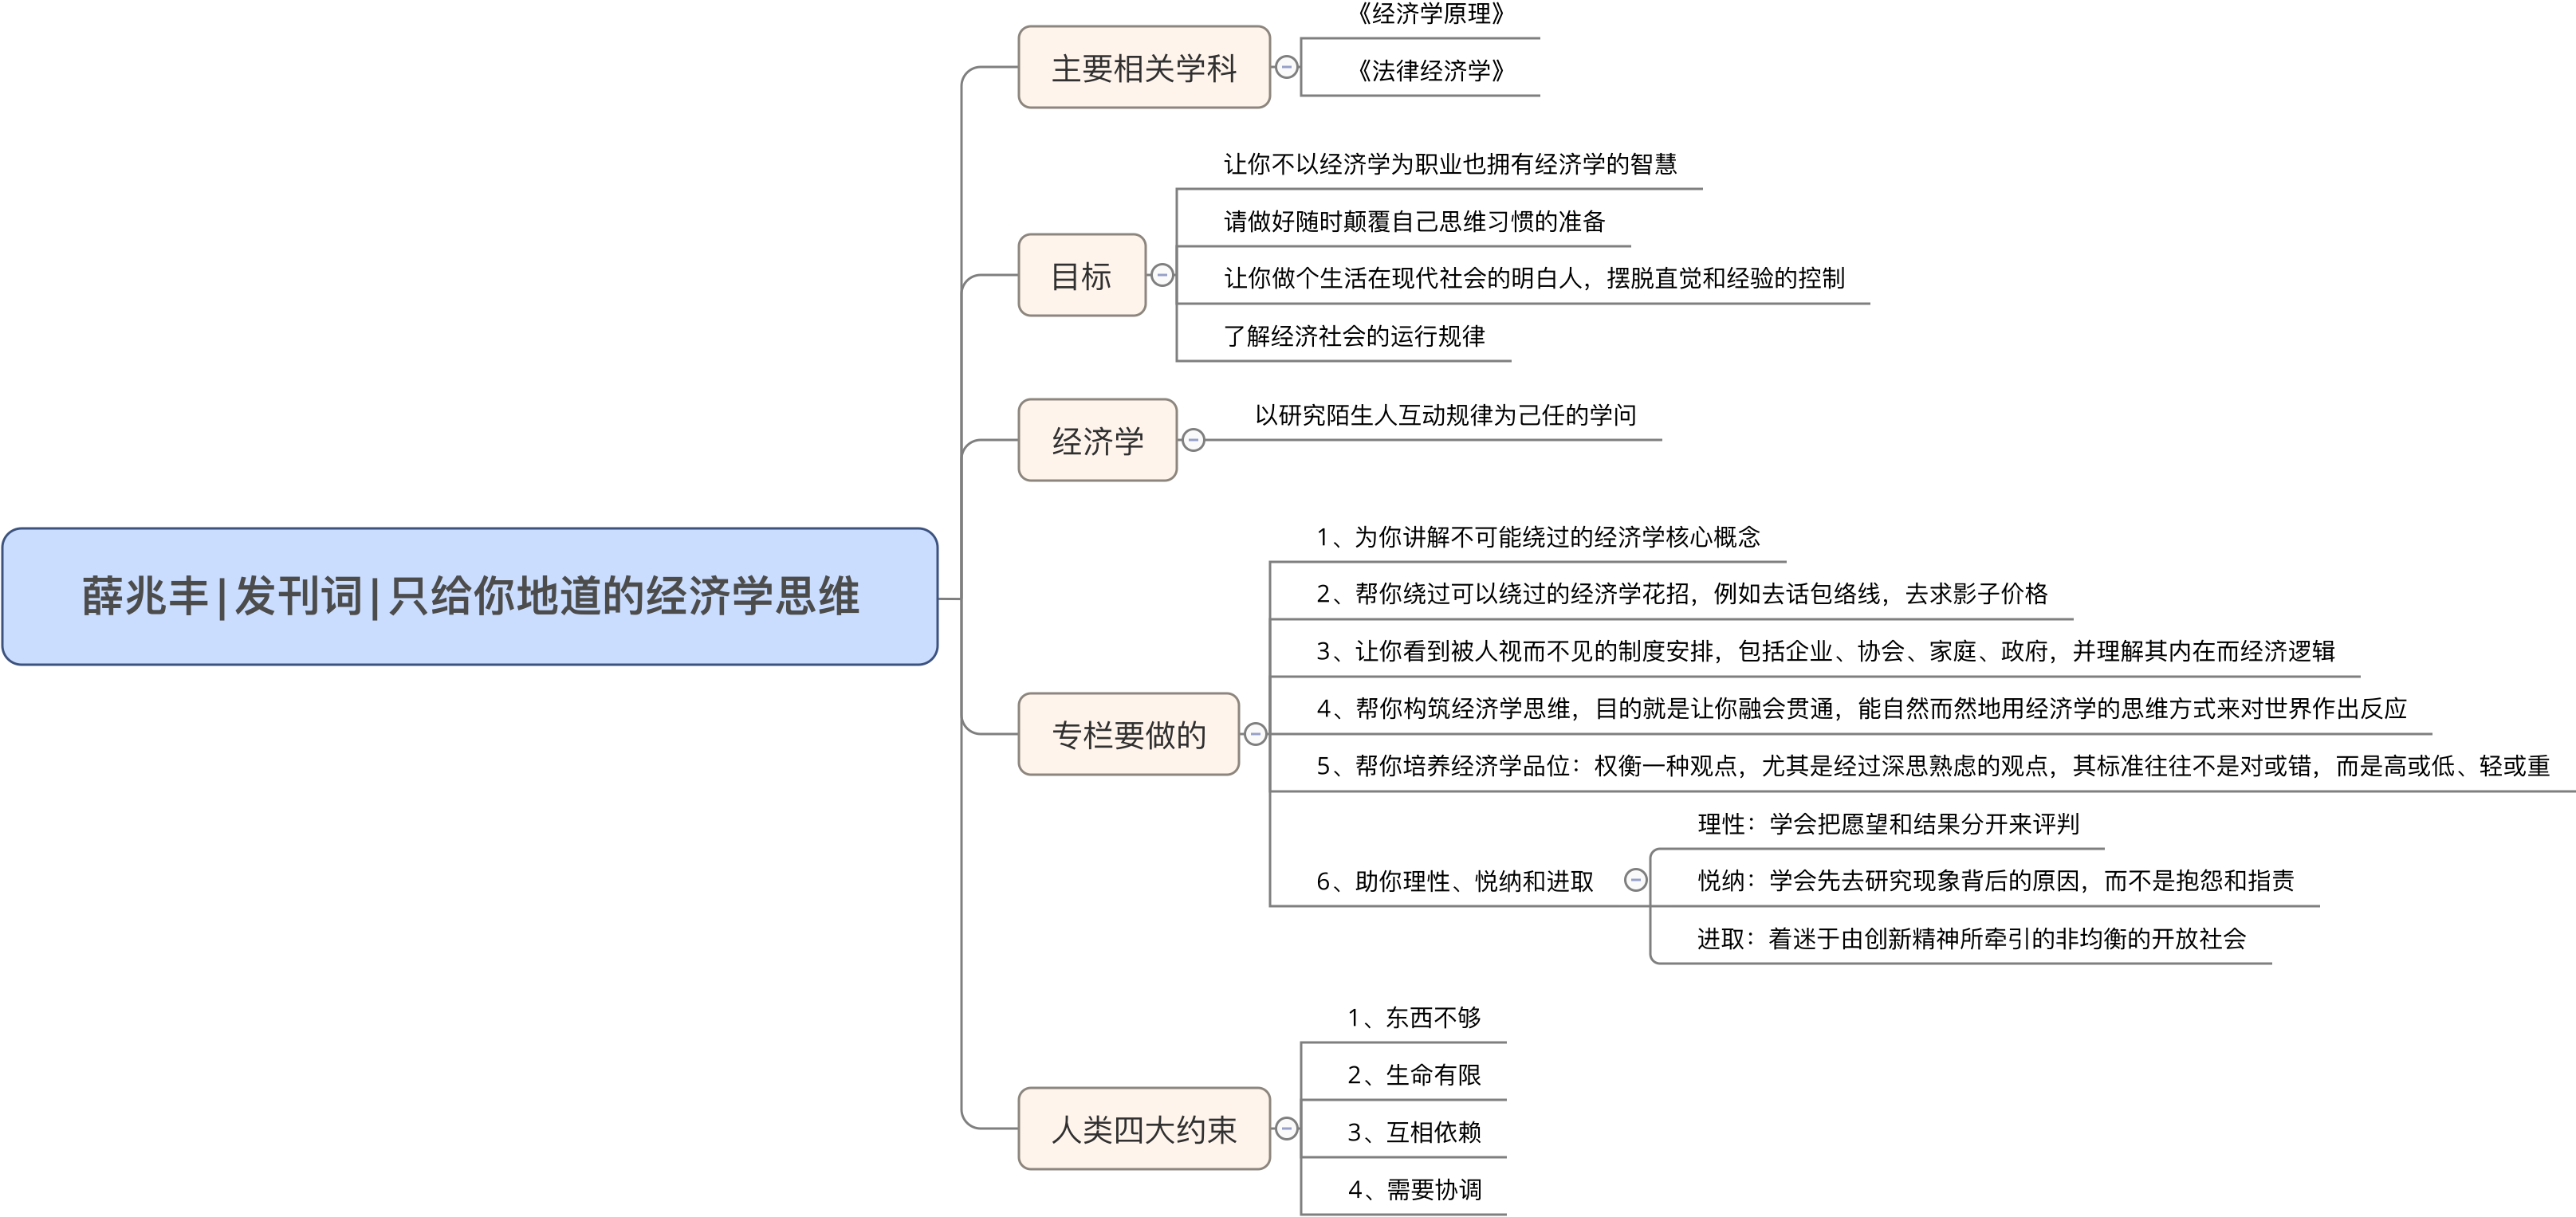 《经济学原理》
主要相关学科
《法律经济学》
让你不以经济学为职业也拥有经济学的智慧
请做好随时颠覆自己思维习惯的准备
目标
让你做个生活在现代社会的明白人，摆脱直觉和经验的控制
了解经济社会的运行规律
经济学
以研究陌生人互动规律为己任的学问
薛兆丰|发刊词|只给你地道的经济学思维
1、为你讲解不可能绕过的经济学核心概念
2、帮你绕过可以绕过的经济学花招，例如去话包络线，去求影子价格
3、让你看到被人视而不见的制度安排，包括企业、协会、家庭、政府，并理解其内在而经济逻辑
专栏要做的
4、帮你构筑经济学思维，目的就是让你融会贯通，能自然而然地用经济学的思维方式来对世界作出反应
5、帮你培养经济学品位：权衡一种观点，尤其是经过深思熟虑的观点，其标准往往不是对或错，而是高或低、轻或重
6、助你理性、悦纳和进取
理性：学会把愿望和结果分开来评判
悦纳：学会先去研究现象背后的原因，而不是抱怨和指责
进取：着迷于由创新精神所牵引的非均衡的开放社会
人类四大约束
1、东西不够
2、生命有限
3、互相依赖
4、需要协调